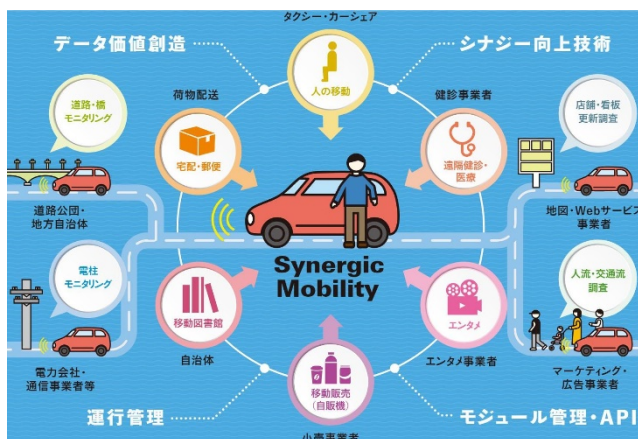 タクシー・カーシェア
データ価値創造
シナジー向上技術
人の移動
荷物配送
健診事業者
道路・橋
モニタリング
店舗・看板
更新調査
宅配・郵便
遠隔健診・
医療
道路公団・
地方自治体
地図・Webサービス
事業者
Synergic
Mobility
電柱
モニタリング
人流・交通流
調査
移動図書館
エンタメ
自治体
エンタメ事業者
電力会社・
通信事業者等
マーケティング・
広告事業者
移動販売
(自販機)
運行管理
モジュール管理・API
小売事業者